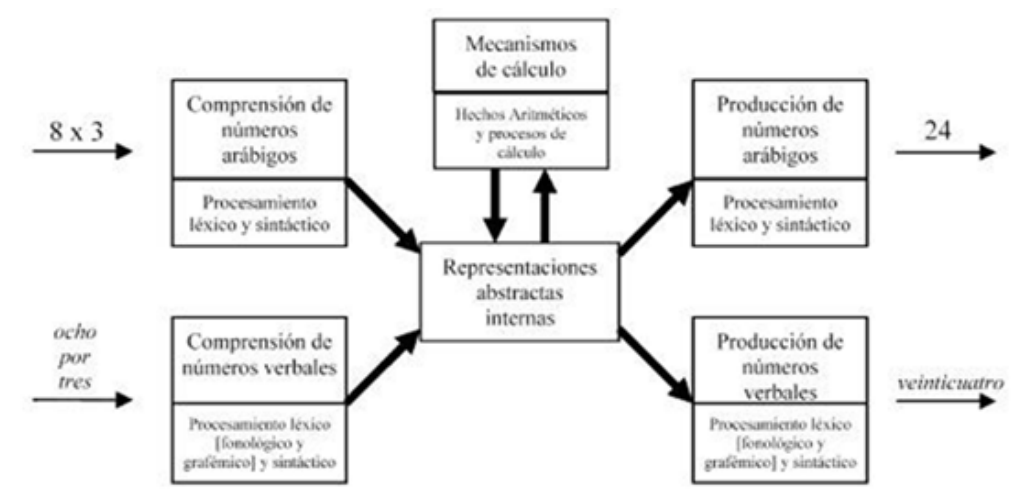 Mecanismos
de cálculo
Hechos Aritméticos
y procesos de
cálculo
8 x 3
Comprensión de
números
arábigos
Procesamiento
léxico y sintáctico
Producción de
números
arábigos
Procesamiento
léxico y sintáctico
24
Representaciones
abstractas
internas
ocho
por
tres
Comprensión de
números verbales
Procesamiento léxico
[fonológico y
grafémico] y sintáctico
Producción de
números
verbales
Procesamiento léxico
[fonológico y
grafémico] y sintáctico
veinticuatro